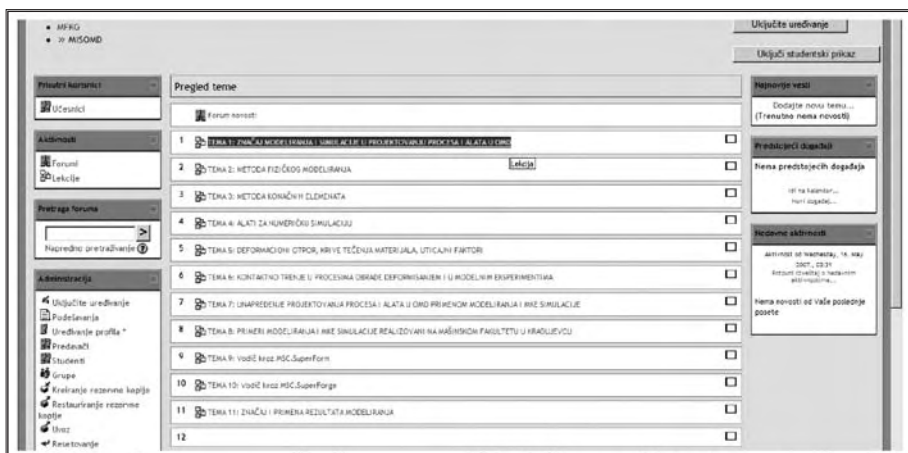 MFKG
» MISOMD
Uključite uređivanje
Uključi studentski prikaz
Prisutni korisnici
Učesnici
Aktivnosti
Forumi
Lekcije
Pretraga foruma
>
Napredno pretraživanje ?
Administracija
Uključite uređivanje
Podešavanja
Uređivanje profila *
Predavači
Studenti
Grupe
Kreiranje rezervne kopije
Restauriranje rezervne
kopije
Uvoz
Resetovanje
Pregled teme
Forum novosti
1 TEMA 1: ZNAČAJ MODELIRANJA I SIMULACIJE U PROJEKTOVANJU PROCESA I ALATA U OMD
Lekcija
2 TEMA 2: METODA FIZIČKOG MODELIRANJA
3 TEMA 3: METODA KONAČNIH ELEMENATA
4 TEMA 4: ALATI ZA NUMERIČKU SIMULACIJU
5 TEMA 5: DEFORMACIONI OTPOR, KRIVE TEČENJA MATERIJALA, UTICAJNI FAKTORI
6 TEMA 6: KONTAKTNO TRENJE U PROCESIMA OBRADE DEFORMISANJEM I U MODELNIM EKSPERIMENTIMA
7 TEMA 7: UNAPREĐENJE PROJEKTOVANJA PROCESA I ALATA U OMD PRIMENOM MODELIRANJA I MKE SIMULACIJE
8 TEMA 8: PRIMERI MODELIRANJA I MKE SIMULACIJE REALIZOVANI NA MAŠINSKOM FAKULTETU U KRAGUJEVCU
9 TEMA 9: Vodič kroz MSC.SuperForm
10 TEMA 10: Vodič kroz MSC.SuperForge
11 TEMA 11: ZNAČAJ I PRIMENA REZULTATA MODELIRANJA
12
Najnovije vesti
Dodajte novu temu...
(Trenutno nema novosti)
Predstojeći događaji
Nema predstojećih događaja
Idi na kalendar...
Novi događaj...
Nedavne aktivnosti
Aktivnost od Wednesday, 16. May
2007., 03:31
Potpuni izveštaj o nedavnim
aktivnostima...
Nema novosti od Vaše poslednje
posete